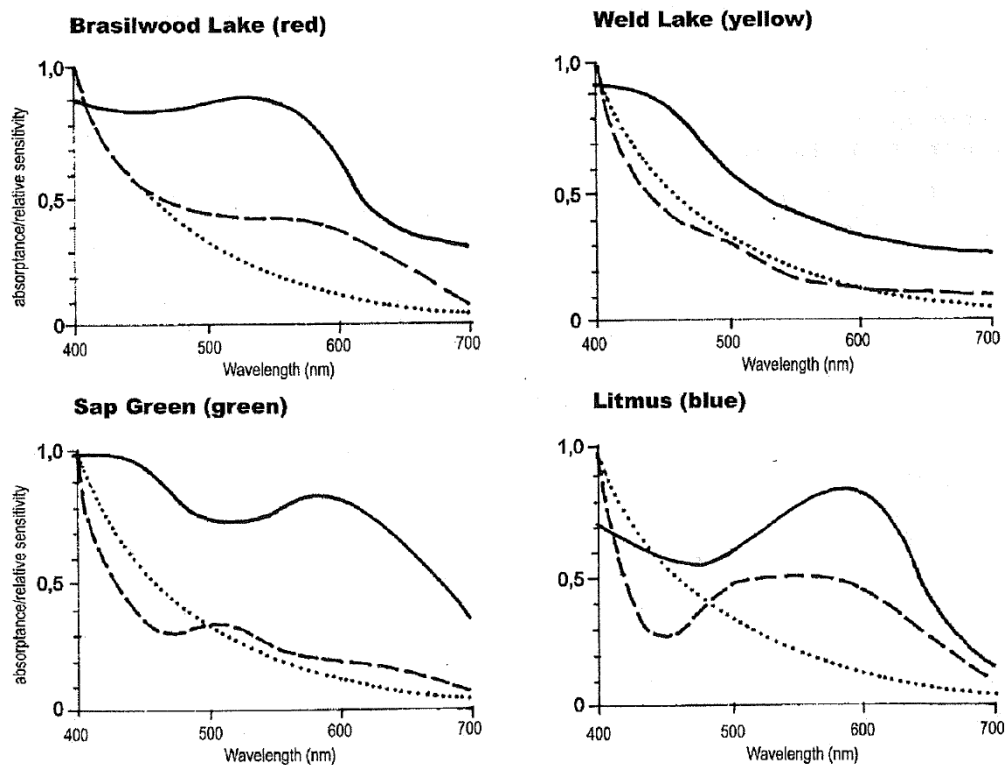 Brasilwood Lake (red)
1,0
0,5
0
absorptance/relative sensitivity
400
500
600
700
Wavelength (nm)
Weld Lake (yellow)
1,0
0,5
0
400
500
600
700
Wavelength (nm)
Sap Green (green)
1,0
0,5
0
absorptance/relative sensitivity
400
500
600
700
Wavelength (nm)
Litmus (blue)
1,0
0,5
0
400
500
600
700
Wavelength (nm)